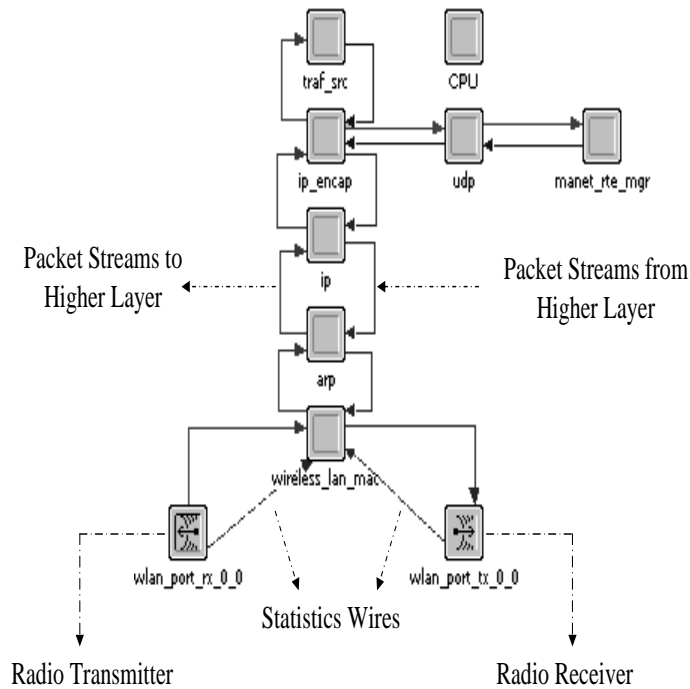 traf_src
CPU
ip_encap
udp
manet_rte_mgr
Packet Streams to
Higher Layer
ip
Packet Streams from
Higher Layer
arp
wireless_lan_mac
wlan_port_rx_0_0
wlan_port_tx_0_0
Statistics Wires
Radio Transmitter
Radio Receiver